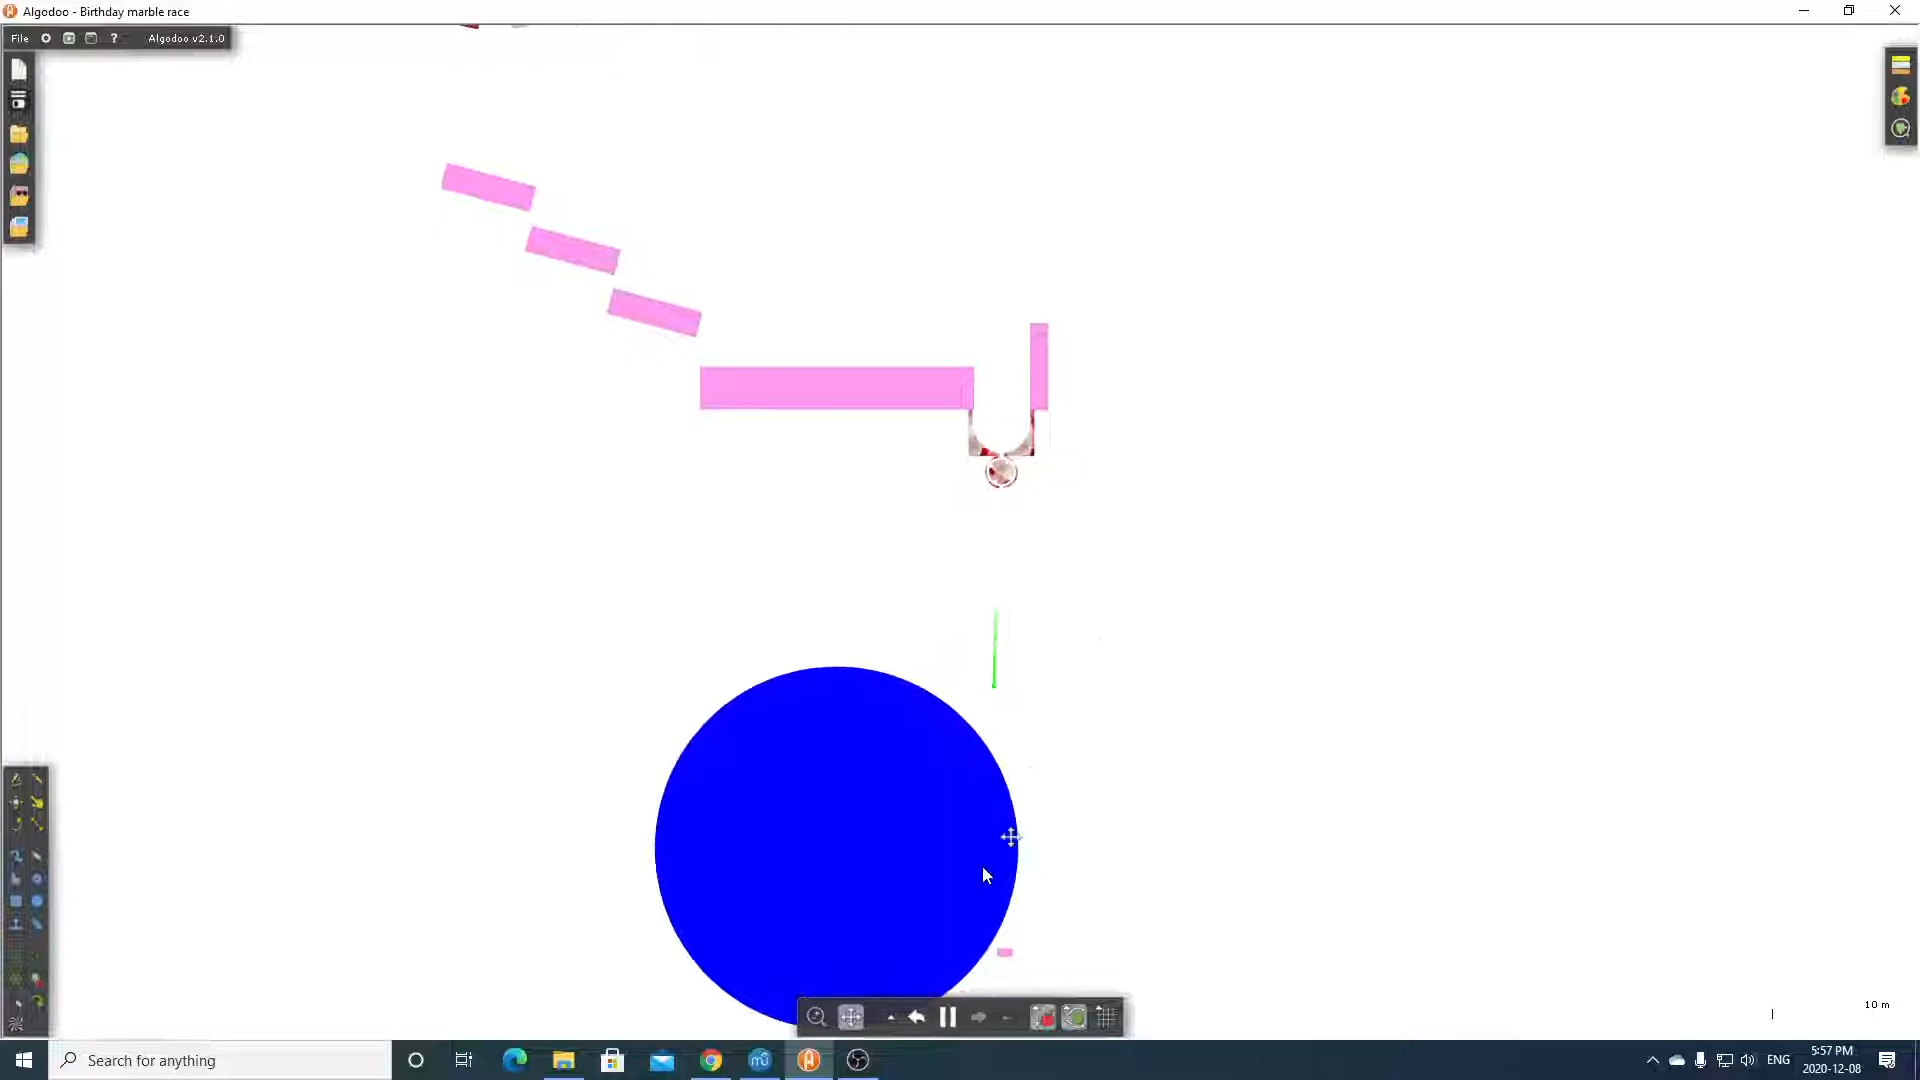 Algodoo - Birthday marble race
File ? Algodoo v2.1.0
10 m
Search for anything
ENG
5:57 PM
2020-12-08